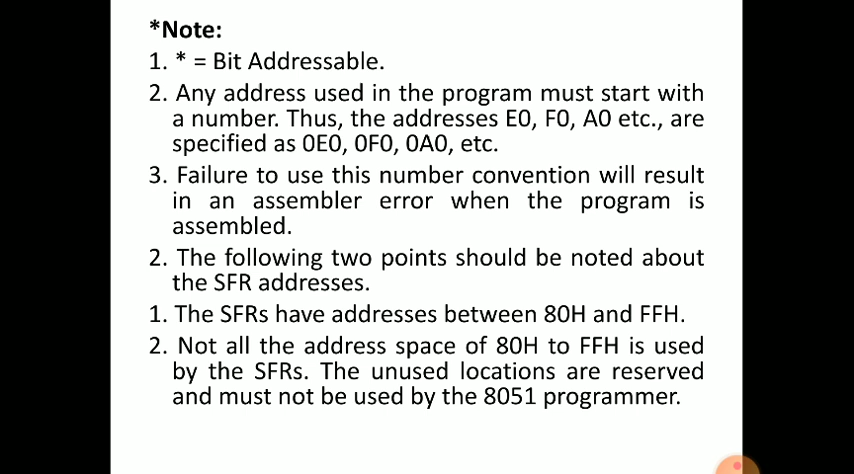 *Note:
1. * = Bit Addressable.
2. Any address used in the program must start with
a number. Thus, the addresses E0, F0, A0 etc., are
specified as 0E0, 0F0, 0A0, etc.
3. Failure to use this number convention will result
in an assembler error when the program is
assembled.
2. The following two points should be noted about
the SFR addresses.
1. The SFRs have addresses between 80H and FFH.
2. Not all the address space of 80H to FFH is used
by the SFRs. The unused locations are reserved
and must not be used by the 8051 programmer.